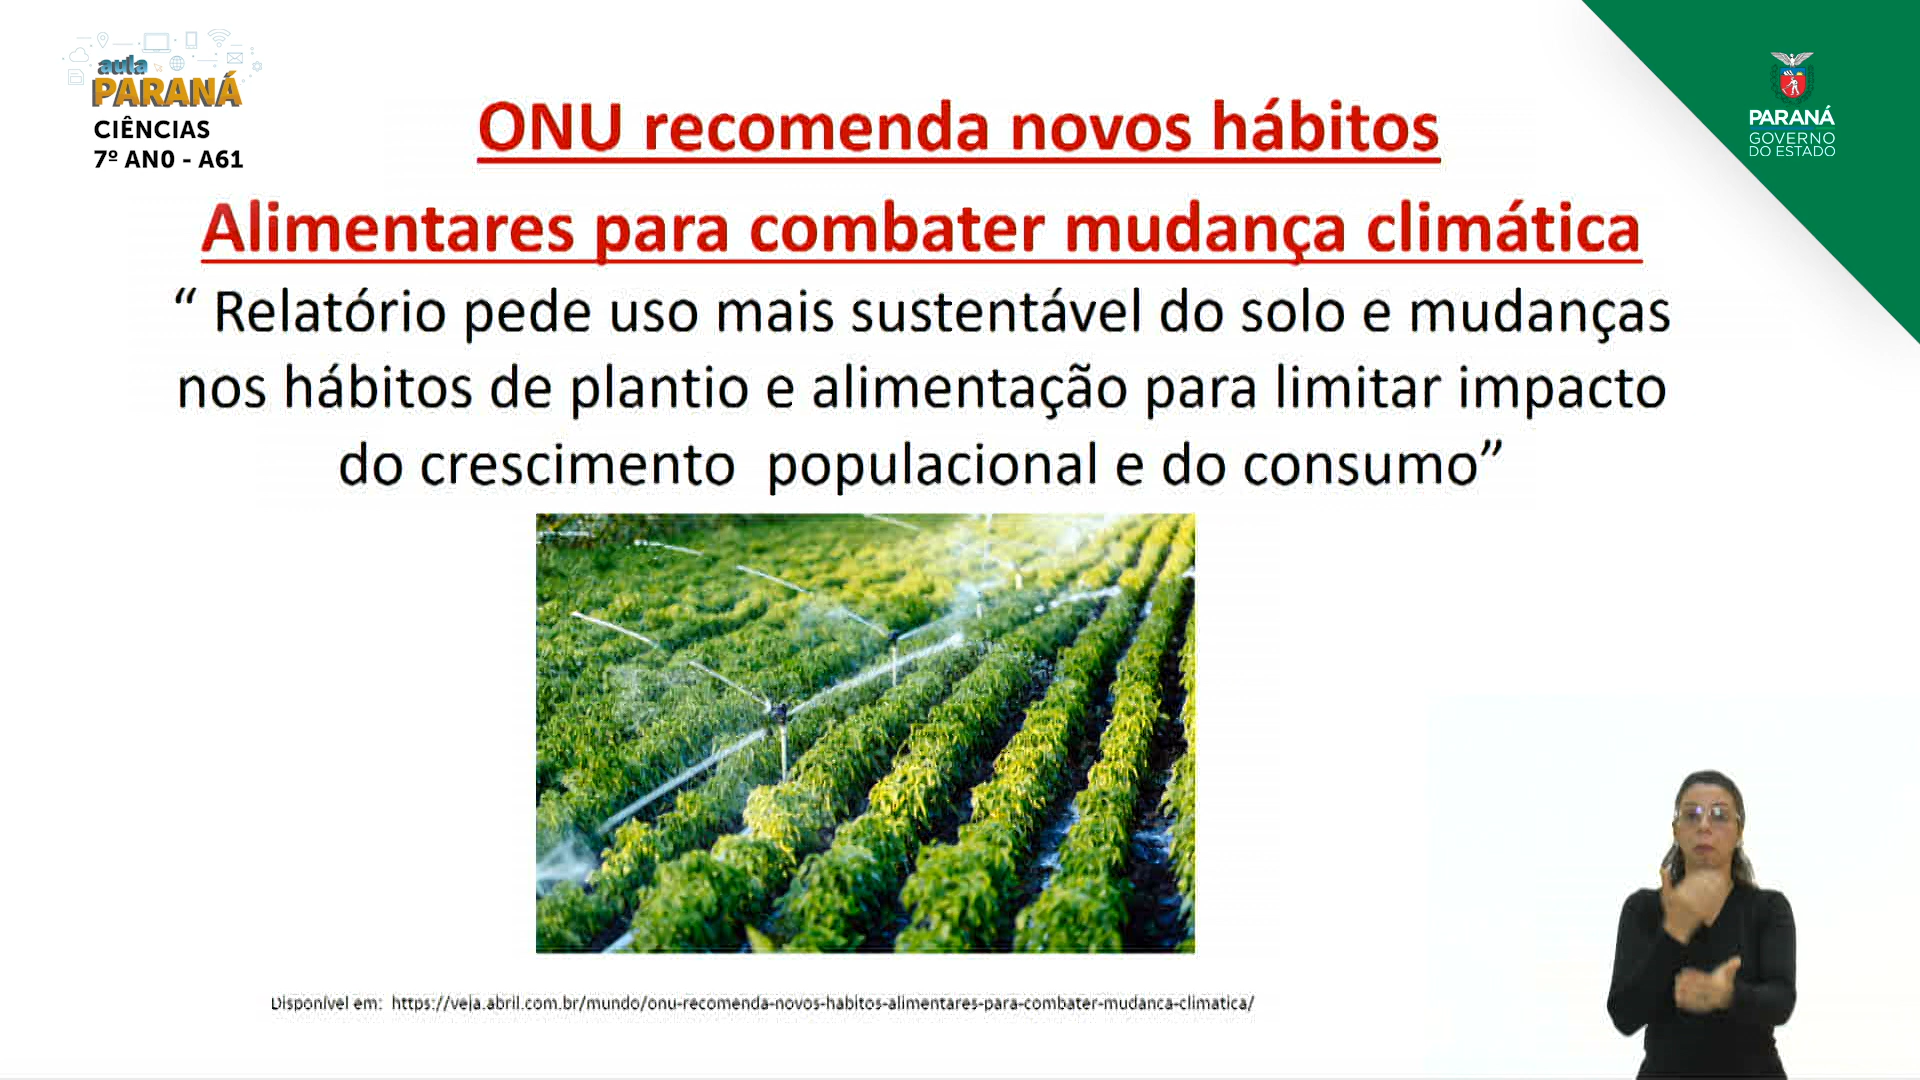 aula
PARANÁ
CIÊNCIAS
7º AN0 - A61
PARANÁ
GOVERNO
DO ESTADO
ONU recomenda novos hábitos
Alimentares para combater mudança climática
“ Relatório pede uso mais sustentável do solo e mudanças
nos hábitos de plantio e alimentação para limitar impacto
do crescimento populacional e do consumo”
Disponível em: https://veja.abril.com.br/mundo/onu-recomenda-novos-habitos-alimentares-para-combater-mudanca-climatica/